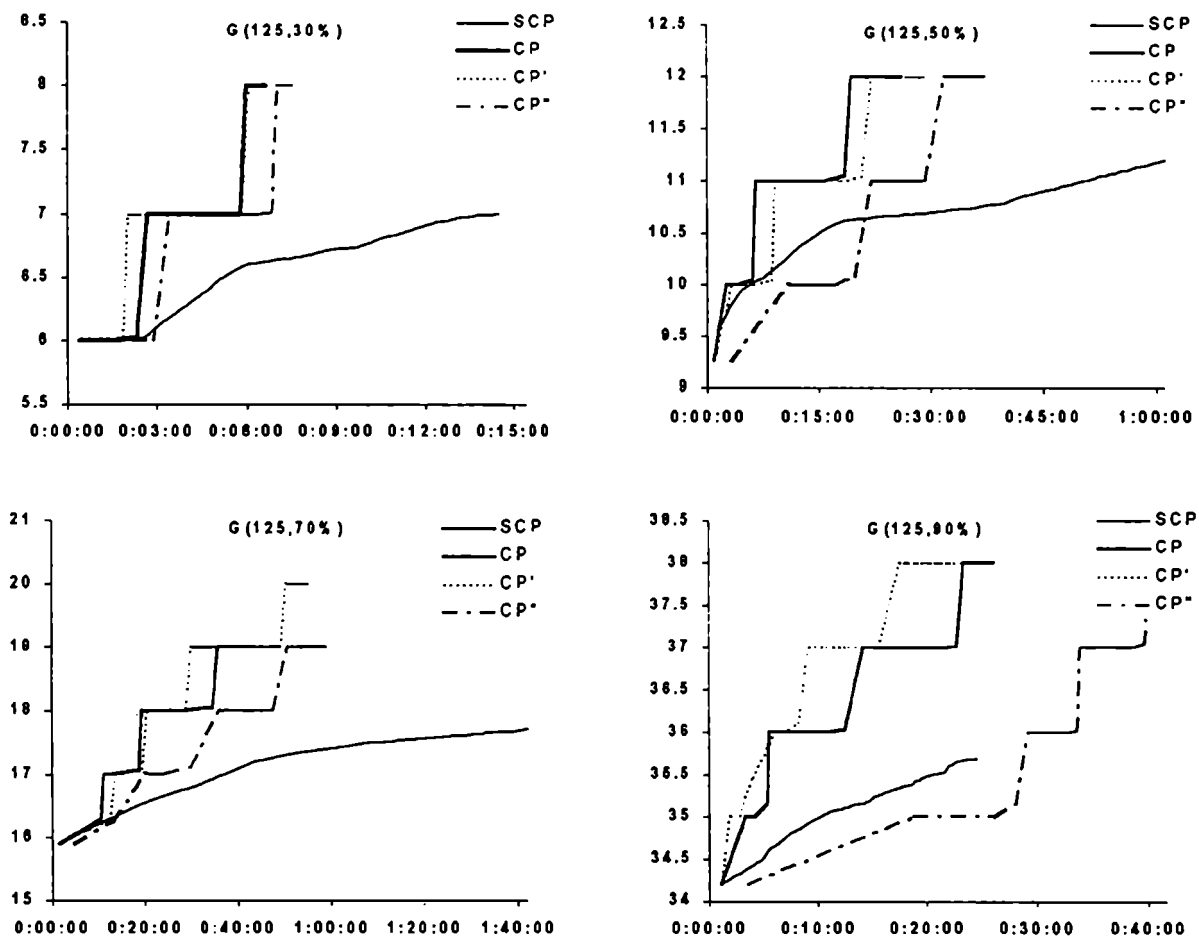 G(125,30%)
SCP
CP
CP'
CP"
6.5
8
7.5
7
6.5
6
5.5
0:00:00 0:03:00 0:06:00 0:09:00 0:12:00 0:15:00
G(125,50%)
SCP
CP
CP'
CP"
12.5
12
11.5
11
10.5
10
9.5
9
0:00:00 0:15:00 0:30:00 0:45:00 1:00:00
G(125,70%)
SCP
CP
CP'
CP"
21
20
19
18
17
16
15
0:00:00 0:20:00 0:40:00 1:00:00 1:20:00 1:40:00
G(125,90%)
SCP
CP
CP'
CP"
38.5
38
37.5
37
36.5
36
35.5
35
34.5
34
0:00:00 0:10:00 0:20:00 0:30:00 0:40:00